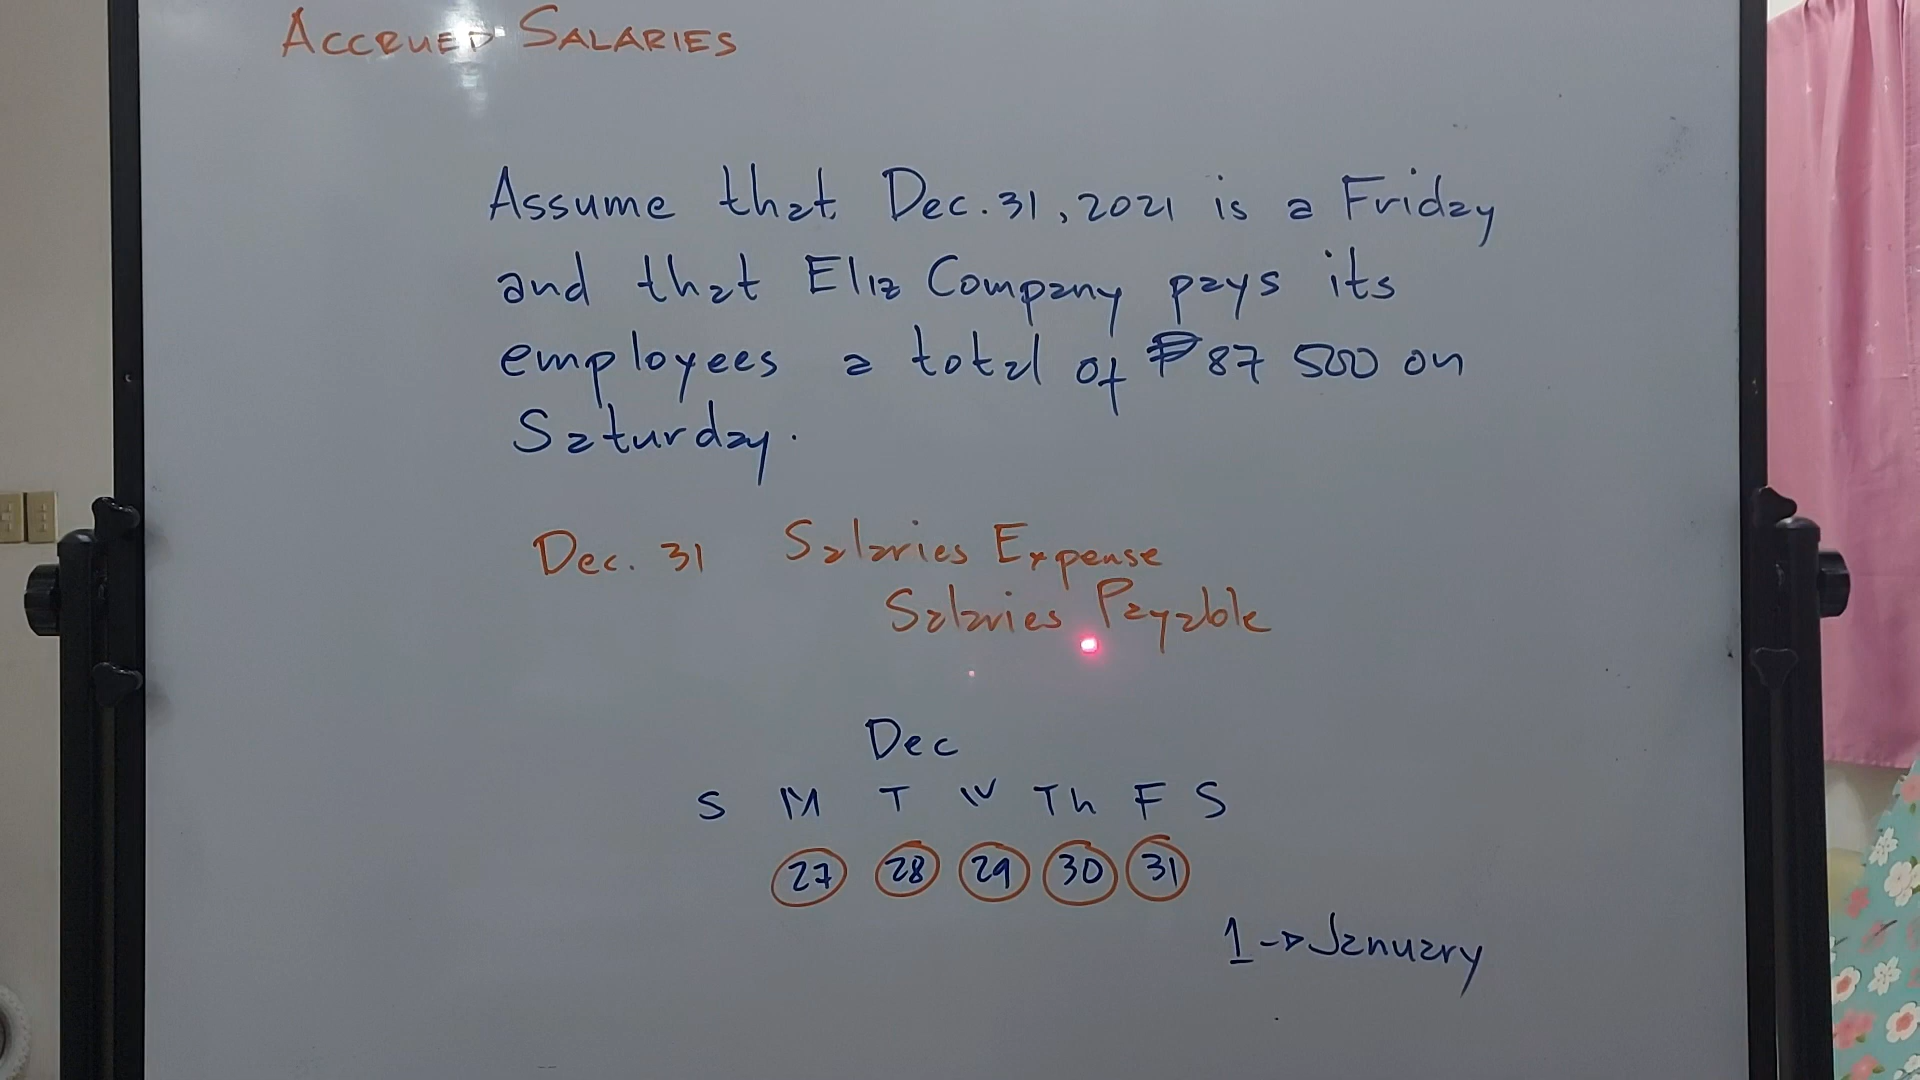 ACCRUED SALARIES
Assume that Dec. 31, 2021 is a Friday
and that Eliz Company pays its
employees a total of ₱87 500 on
Saturday.
Dec. 31 Salaries Expense
Salaries Payable
Dec
S M T W Th F S
27 28 29 30 31
1 → January